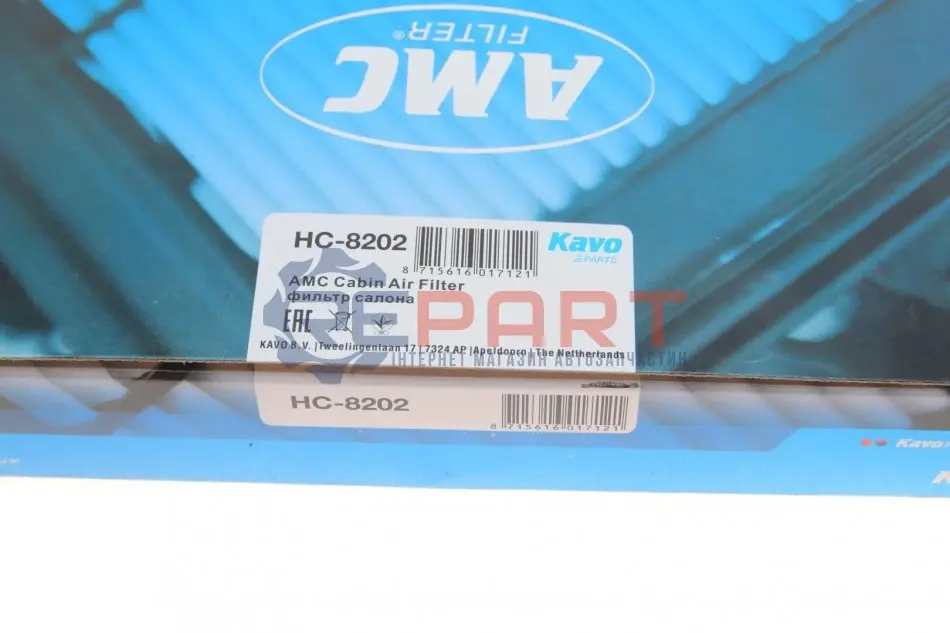 AMC
FILTER®
HC-8202
8 715616 017121
Kavo
PARTS
AMC Cabin Air Filter
фильтр салона
EAC
EPART
ІНТЕРНЕТ МАГАЗИН АВТОЗАПЧАСТИН
KAVO B.V. |Tweelingenlaan 17 | 7324 AP |Apeldoorn | The Netherlands
HC-8202
8 715616 017121
Kavo